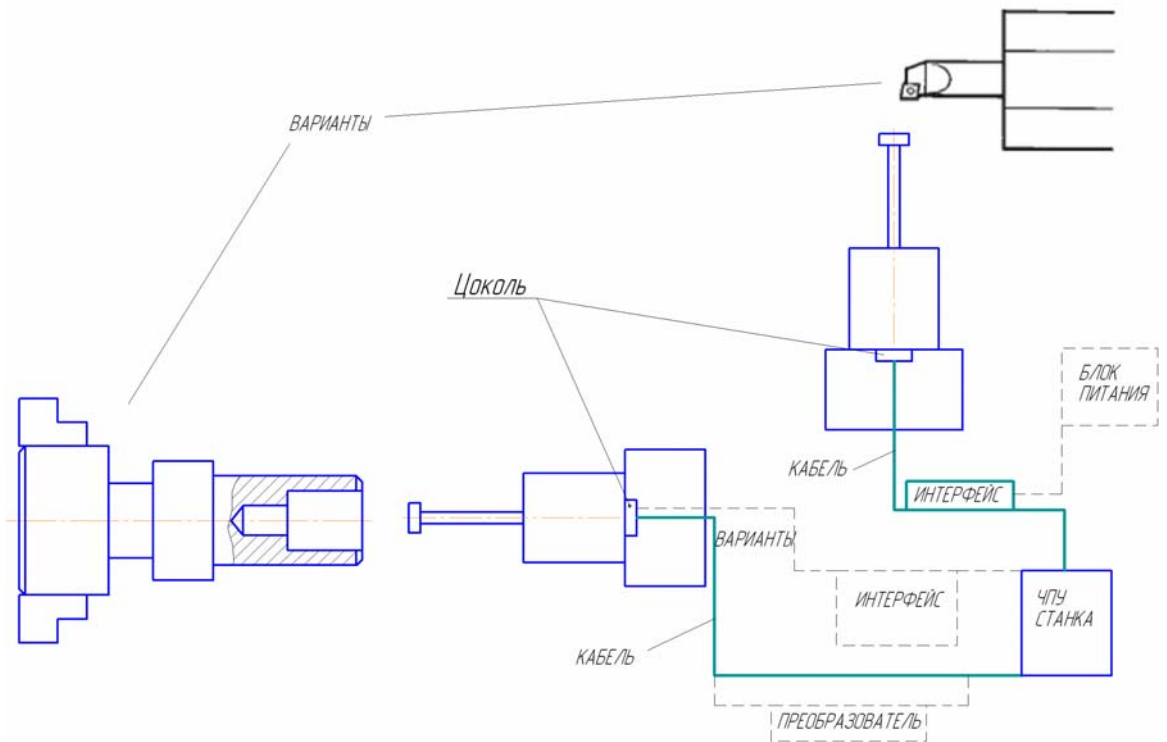 ВАРИАНТЫ
Цоколь
БЛОК
ПИТАНИЯ
КАБЕЛЬ
ИНТЕРФЕЙС
ВАРИАНТЫ
ИНТЕРФЕЙС
ЧПУ
СТАНКА
КАБЕЛЬ
ПРЕОБРАЗОВАТЕЛЬ